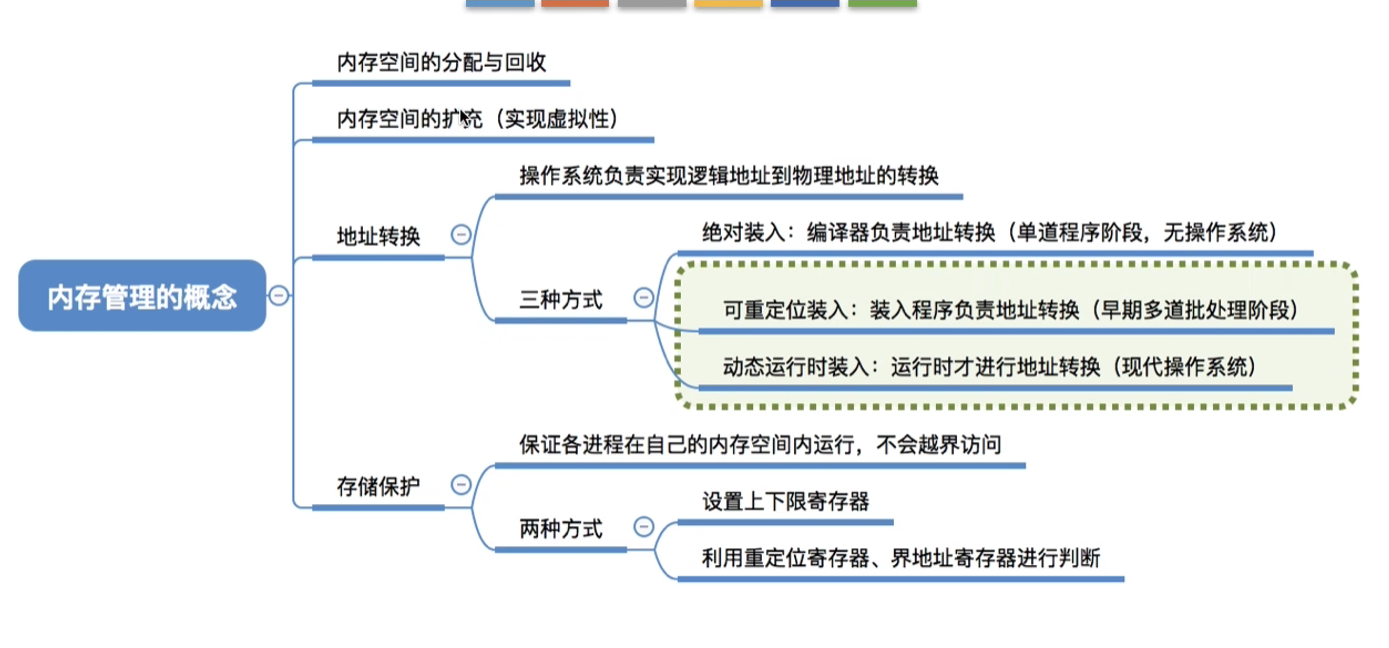 内存空间的分配与回收
内存空间的扩充（实现虚拟性）
操作系统负责实现逻辑地址到物理地址的转换
地址转换
绝对装入：编译器负责地址转换（单道程序阶段，无操作系统）
三种方式
可重定位装入：装入程序负责地址转换（早期多道批处理阶段）
动态运行时装入：运行时才进行地址转换（现代操作系统）
内存管理的概念
保证各进程在自己的内存空间内运行，不会越界访问
存储保护
设置上下限寄存器
两种方式
利用重定位寄存器、界地址寄存器进行判断